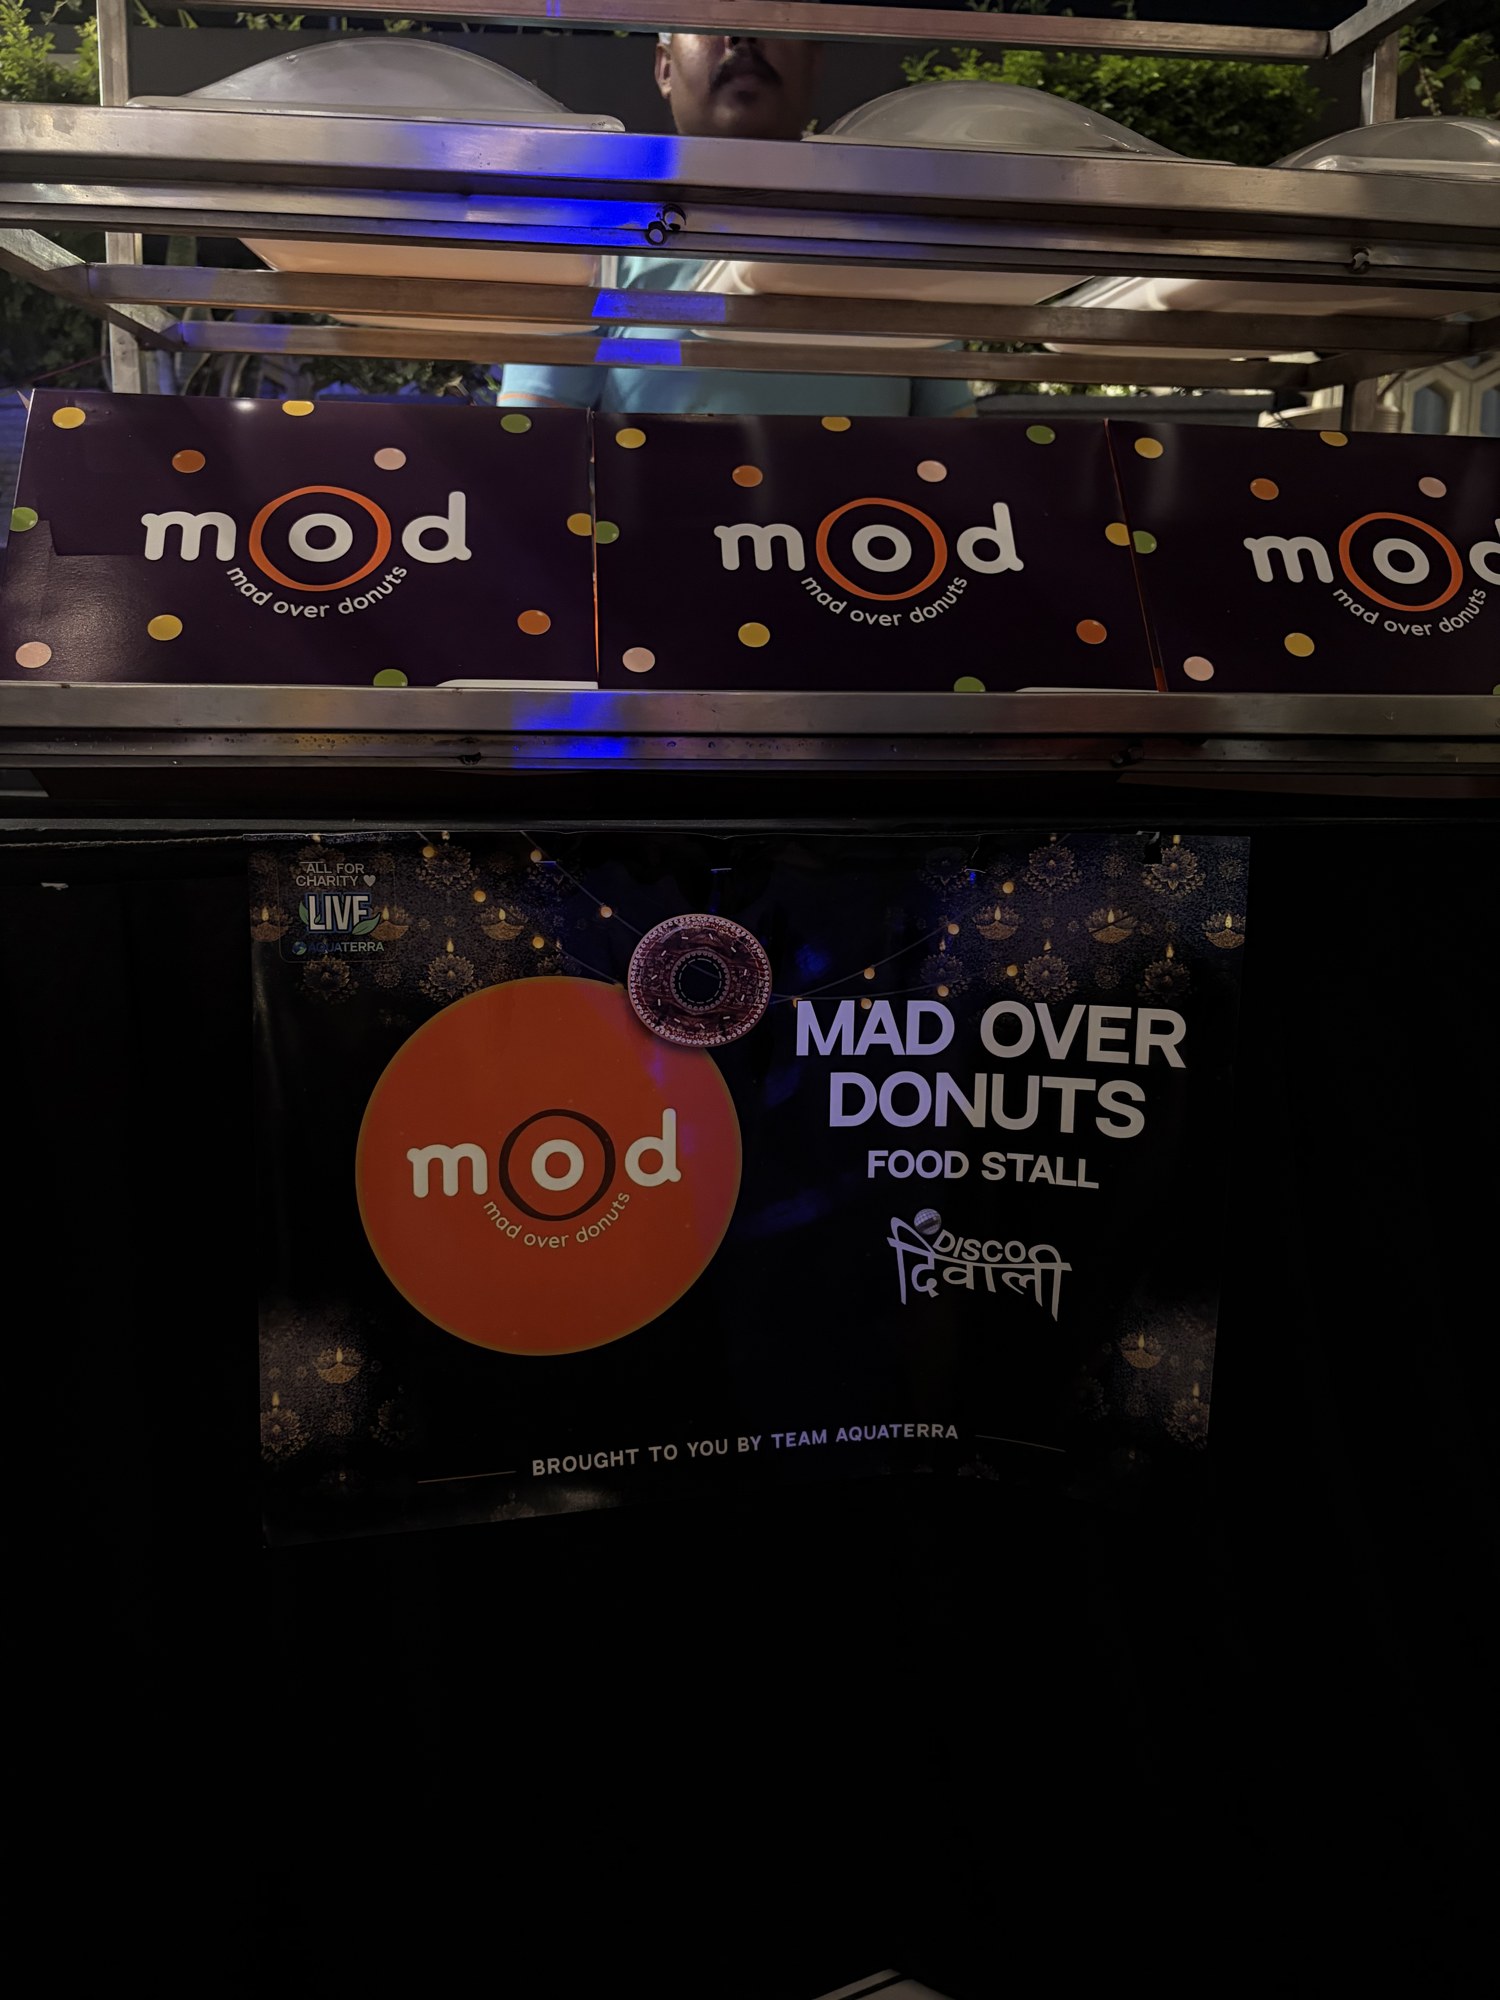 mod
mad over donuts
mod
mad over donuts
mod
mad over donuts
ALL FOR
CHARITY
LIVE
AQUATERRA
MAD OVER
DONUTS
FOOD STALL
mod
mad over donuts
DISCO
दिवाली
BROUGHT TO YOU BY TEAM AQUATERRA